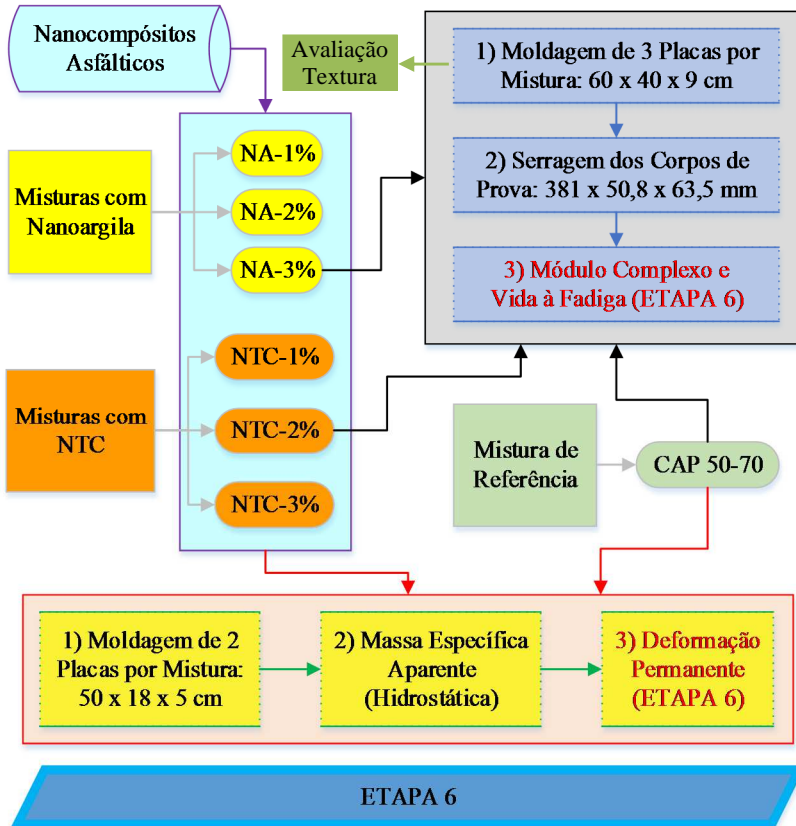 Nanocompósitos
Asfálticos
Avaliação
Textura
1) Moldagem de 3 Placas por
Mistura: 60 x 40 x 9 cm
2) Serragem dos Corpos de
Prova: 381 x 50,8 x 63,5 mm
3) Módulo Complexo e
Vida à Fadiga (ETAPA 6)
Misturas com
Nanoargila
NA-1%
NA-2%
NA-3%
Misturas com
NTC
NTC-1%
NTC-2%
NTC-3%
Mistura de
Referência
CAP 50-70
1) Moldagem de 2
Placas por Mistura:
50 x 18 x 5 cm
2) Massa Específica
Aparente
(Hidrostática)
3) Deformação
Permanente
(ETAPA 6)
ETAPA 6